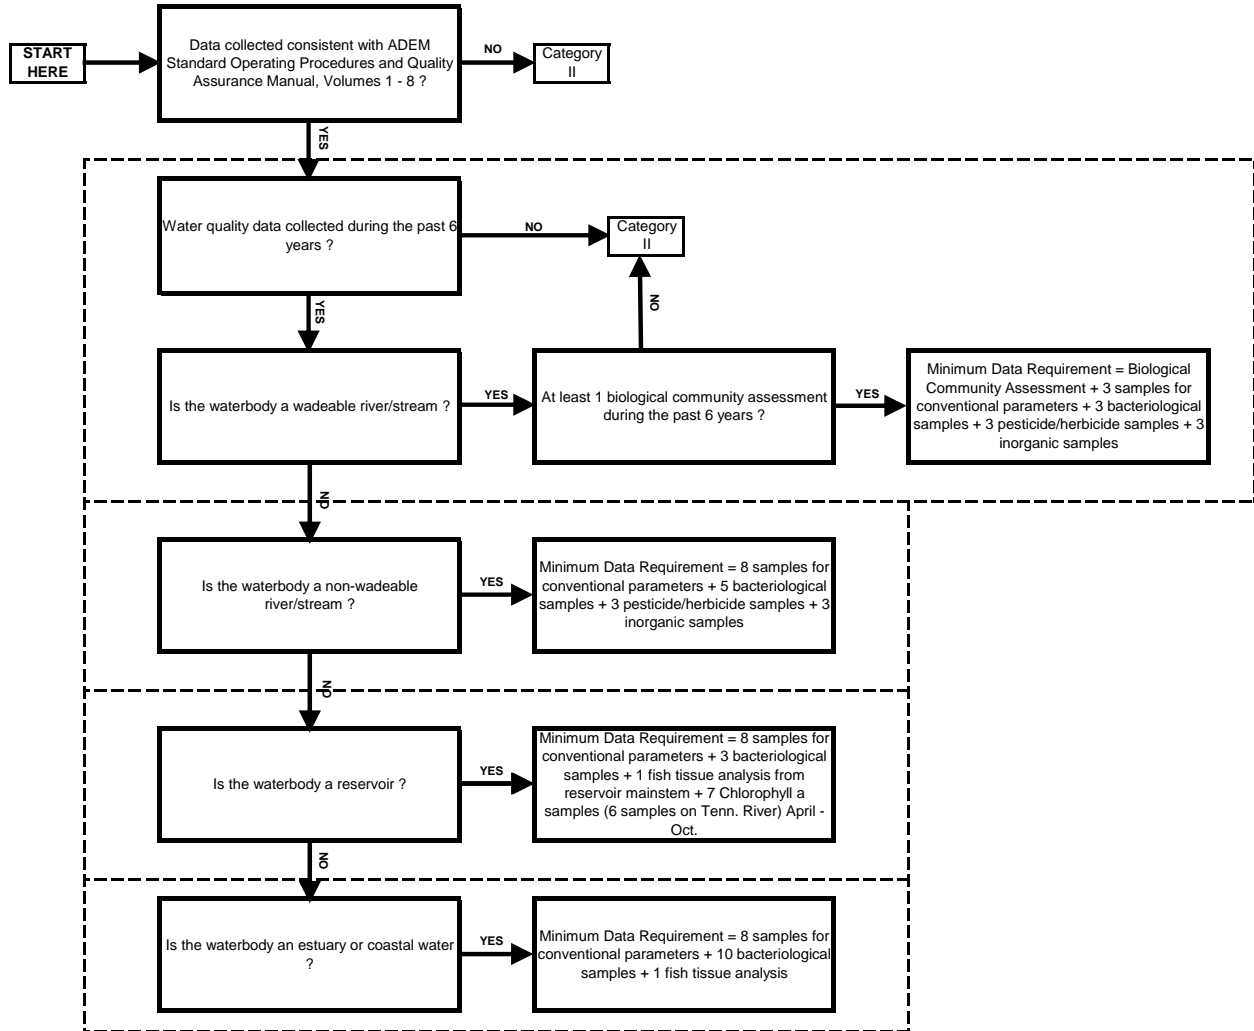 START
HERE
Data collected consistent with ADEM
Standard Operating Procedures and Quality
Assurance Manual, Volumes 1 - 8 ?
NO
Category
II
YES
Water quality data collected during the past 6
years ?
NO
Category
II
YES
NO
Is the waterbody a wadeable river/stream ?
YES
At least 1 biological community assessment
during the past 6 years ?
YES
Minimum Data Requirement = Biological
Community Assessment + 3 samples for
conventional parameters + 3 bacteriological
samples + 3 pesticide/herbicide samples + 3
inorganic samples
NO
Is the waterbody a non-wadeable
river/stream ?
YES
Minimum Data Requirement = 8 samples for
conventional parameters + 5 bacteriological
samples + 3 pesticide/herbicide samples + 3
inorganic samples
NO
Is the waterbody a reservoir ?
YES
Minimum Data Requirement = 8 samples for
conventional parameters + 3 bacteriological
samples + 1 fish tissue analysis from
reservoir mainstem + 7 Chlorophyll a
samples (6 samples on Tenn. River) April -
Oct.
NO
Is the waterbody an estuary or coastal water
?
YES
Minimum Data Requirement = 8 samples for
conventional parameters + 10 bacteriological
samples + 1 fish tissue analysis